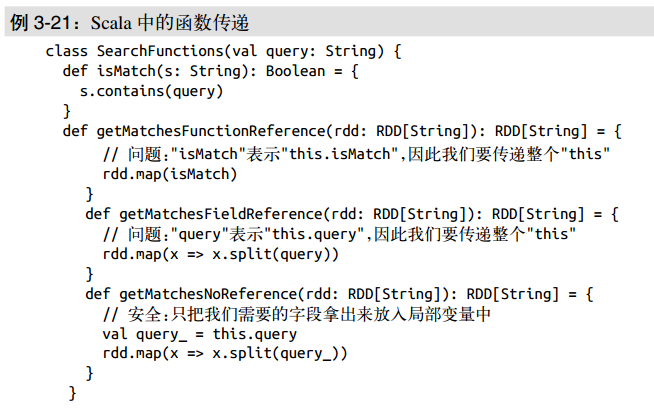 例 3-21：Scala 中的函数传递
class SearchFunctions(val query: String) {
  def isMatch(s: String): Boolean = {
    s.contains(query)
  }
  def getMatchesFunctionReference(rdd: RDD[String]): RDD[String] = {
      // 问题:"isMatch"表示"this.isMatch",因此我们要传递整个"this"
      rdd.map(isMatch)
    }
    def getMatchesFieldReference(rdd: RDD[String]): RDD[String] = {
      // 问题:"query"表示"this.query",因此我们要传递整个"this"
      rdd.map(x => x.split(query))
    }
    def getMatchesNoReference(rdd: RDD[String]): RDD[String] = {
      // 安全:只把我们需要的字段拿出来放入局部变量中
      val query_ = this.query
      rdd.map(x => x.split(query_))
    }
  }